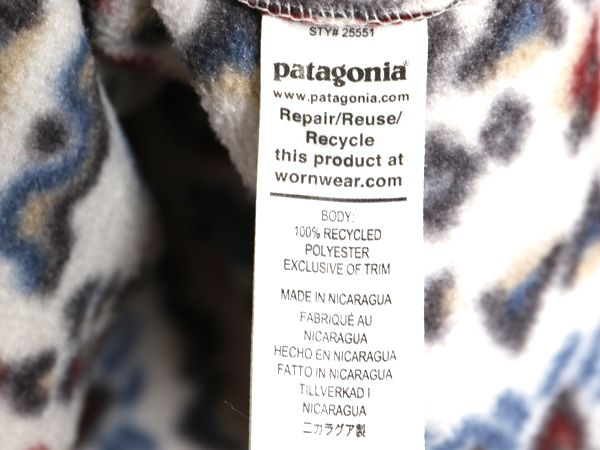 STY# 25551
patagonia®
www.patagonia.com
Repair/Reuse/
Recycle
this product at
wornwear.com
BODY:
100% RECYCLED
POLYESTER
EXCLUSIVE OF TRIM
MADE IN NICARAGUA
FABRIQUÉ AU
NICARAGUA
HECHO EN NICARAGUA
FATTO IN NICARAGUA
TILLVERKAD I
NICARAGUA
ニカラグア製